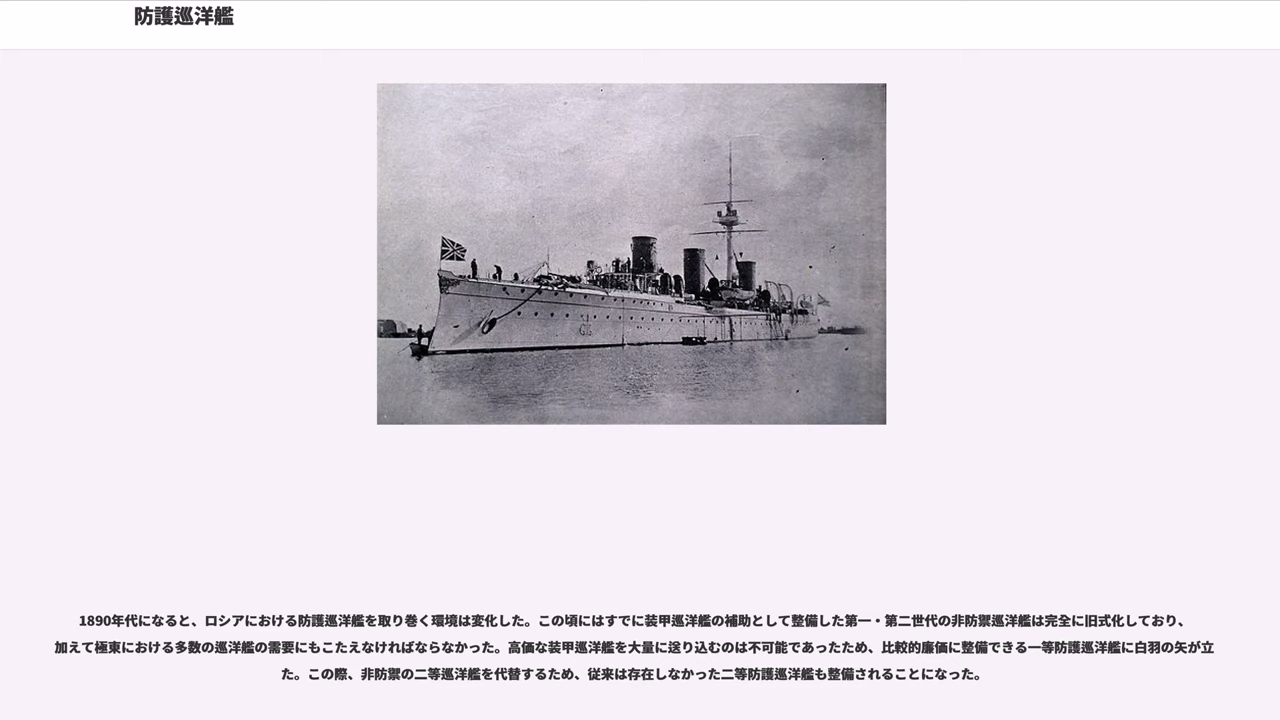 防護巡洋艦
1890年代になると、ロシアにおける防護巡洋艦を取り巻く環境は変化した。この頃にはすでに装甲巡洋艦の補助として整備した第一・第二世代の非防禦巡洋艦は完全に旧式化しており、
加えて極東における多数の巡洋艦の需要にもこたえなければならなかった。高価な装甲巡洋艦を大量に送り込むのは不可能であったため、比較的廉価に整備できる一等防護巡洋艦に白羽の矢が立
た。この際、非防禦の二等巡洋艦を代替するため、従来は存在しなかった二等防護巡洋艦も整備されることになった。